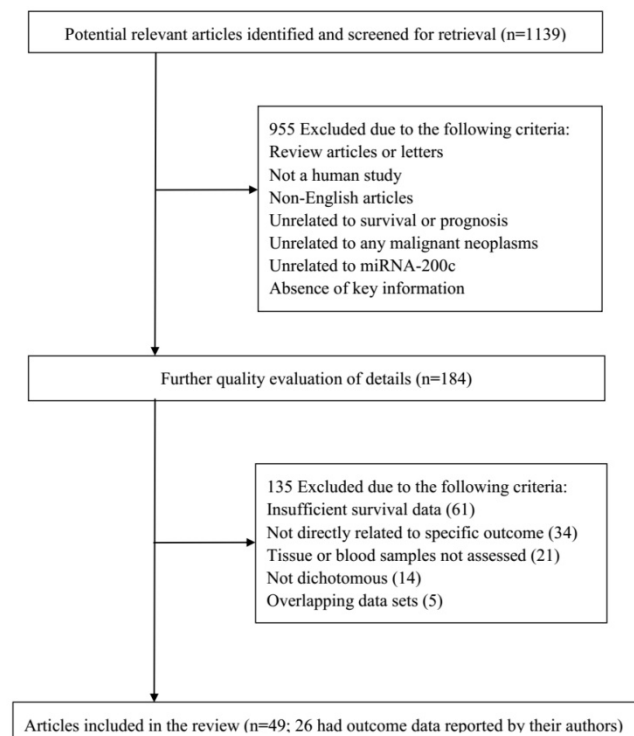 Potential relevant articles identified and screened for retrieval (n=1139)
955 Excluded due to the following criteria:
Review articles or letters
Not a human study
Non-English articles
Unrelated to survival or prognosis
Unrelated to any malignant neoplasms
Unrelated to miRNA-200c
Absence of key information
Further quality evaluation of details (n=184)
135 Excluded due to the following criteria:
Insufficient survival data (61)
Not directly related to specific outcome (34)
Tissue or blood samples not assessed (21)
Not dichotomous (14)
Overlapping data sets (5)
Articles included in the review (n=49; 26 had outcome data reported by their authors)